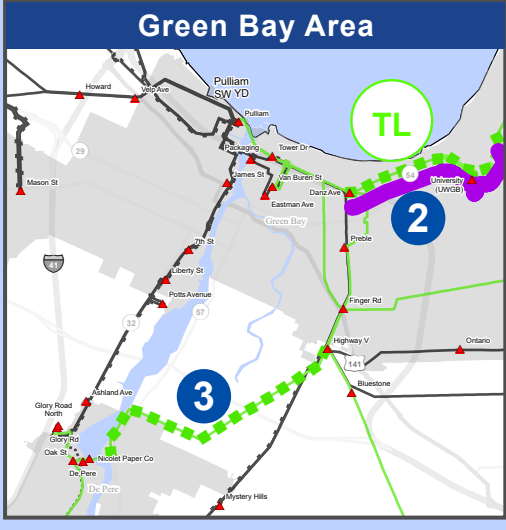 Green Bay Area
Pulliam
SW YD
Howard
Velp Ave
Pulliam
TL
29
Packaging
Tower Dr
54
James St
Van Buren St
University
(UWGB)
Mason St
Danz Ave
Eastman Ave
2
Green Bay
7th St
Preble
41
Liberty St
Potts Avenue
57
Finger Rd
32
Highway V
Ontario
141
Ashland Ave
3
Bluestone
Glory Road
North
Glory Rd
Oak St
Nicolet Paper Co
De Pere
De Pere
Mystery Hills